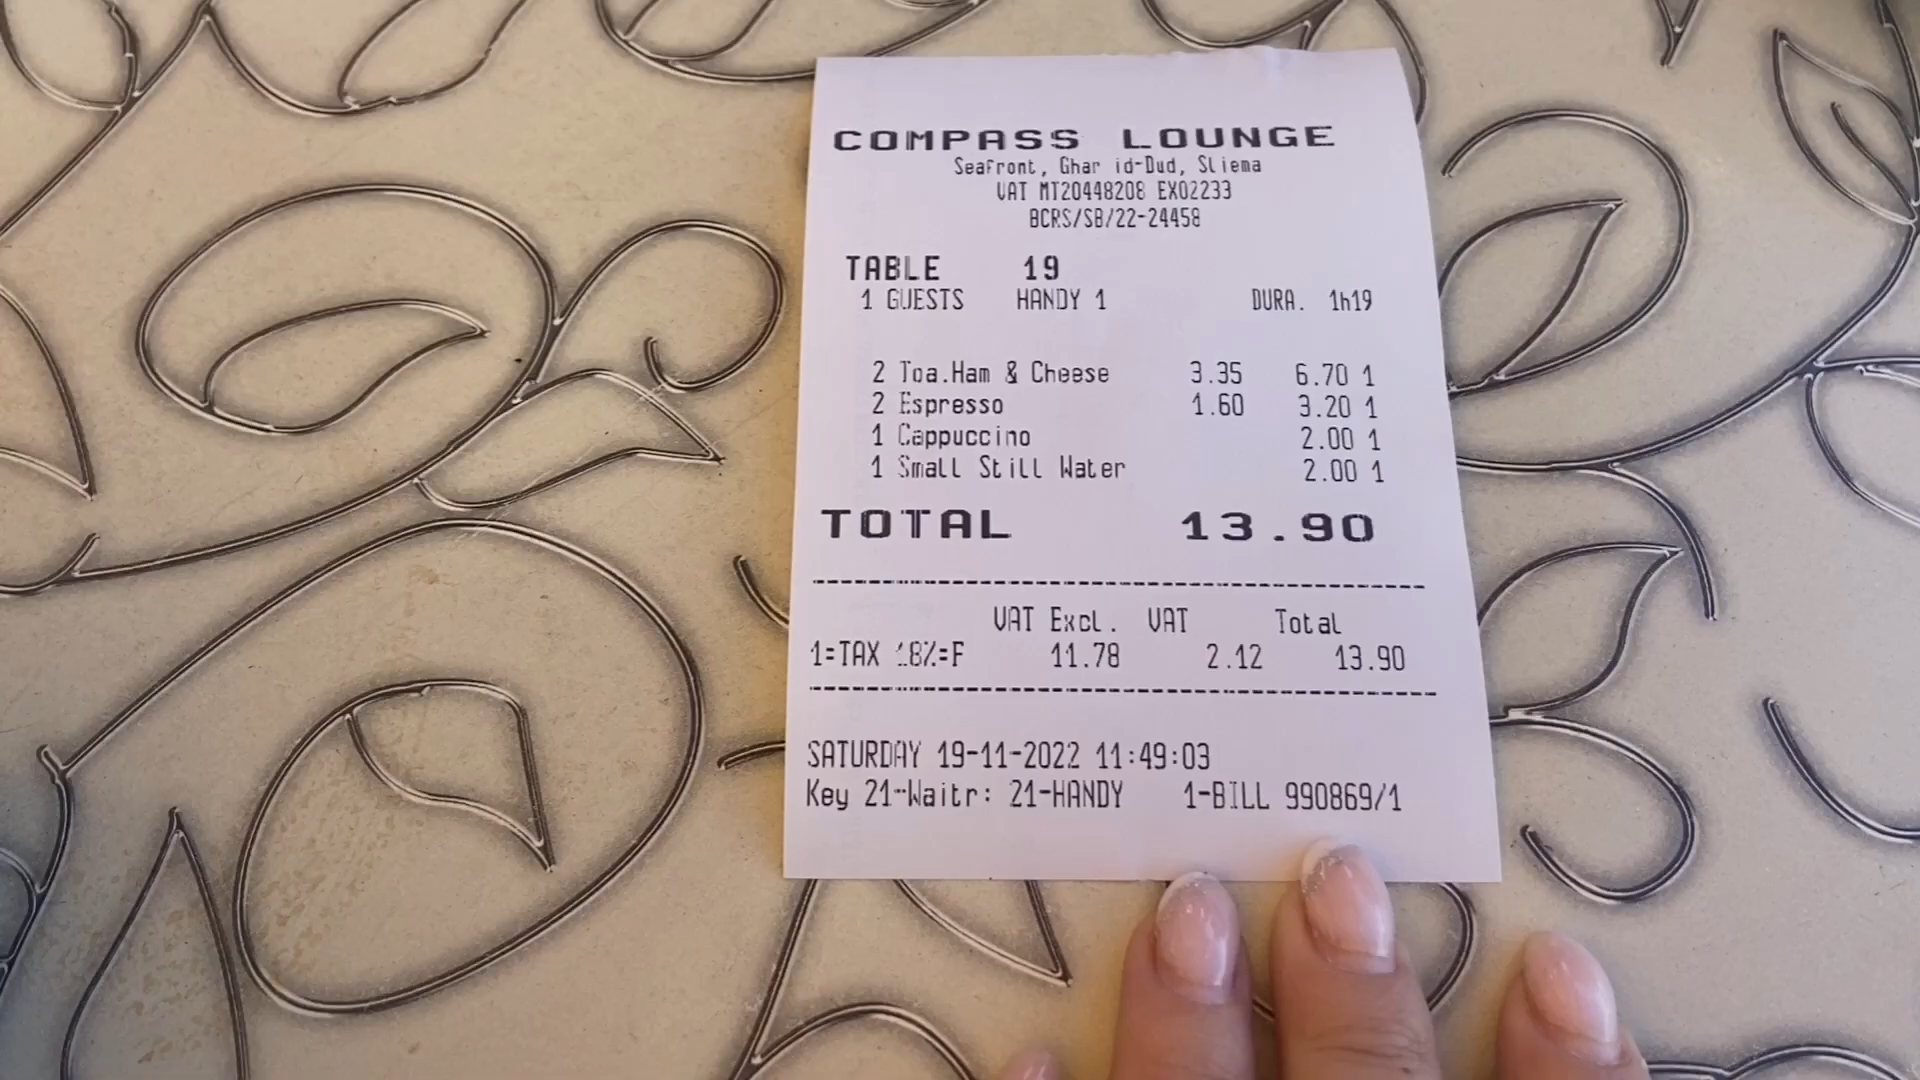 COMPASS LOUNGE
Seafront, Ghar id-Dud, Sliema
VAT MT20448208 EX02233
BCRS/SB/22-24458
TABLE 19
1 GUESTS HANDY 1 DURA. 1h19
2 Toa.Ham & Cheese 3.35 6.70 1
2 Espresso 1.60 3.20 1
1 Cappuccino 2.00 1
1 Small Still Water 2.00 1
TOTAL 13.90
VAT Excl. VAT Total
1=TAX 18%=F 11.78 2.12 13.90
SATURDAY 19-11-2022 11:49:03
Key 21-Waitr: 21-HANDY 1-BILL 990869/1